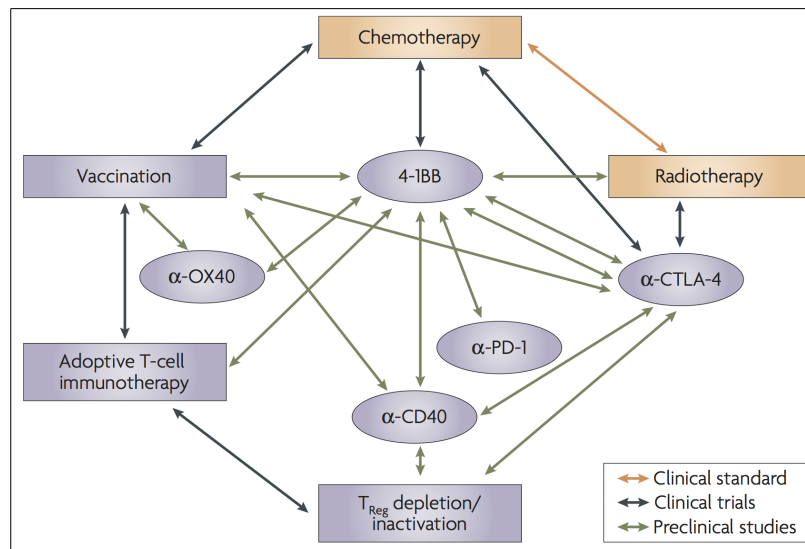 Chemotherapy
Vaccination
4-1BB
Radiotherapy
α-OX40
α-CTLA-4
Adoptive T-cell
immunotherapy
α-PD-1
α-CD40
TReg depletion/
inactivation
Clinical standard
Clinical trials
Preclinical studies